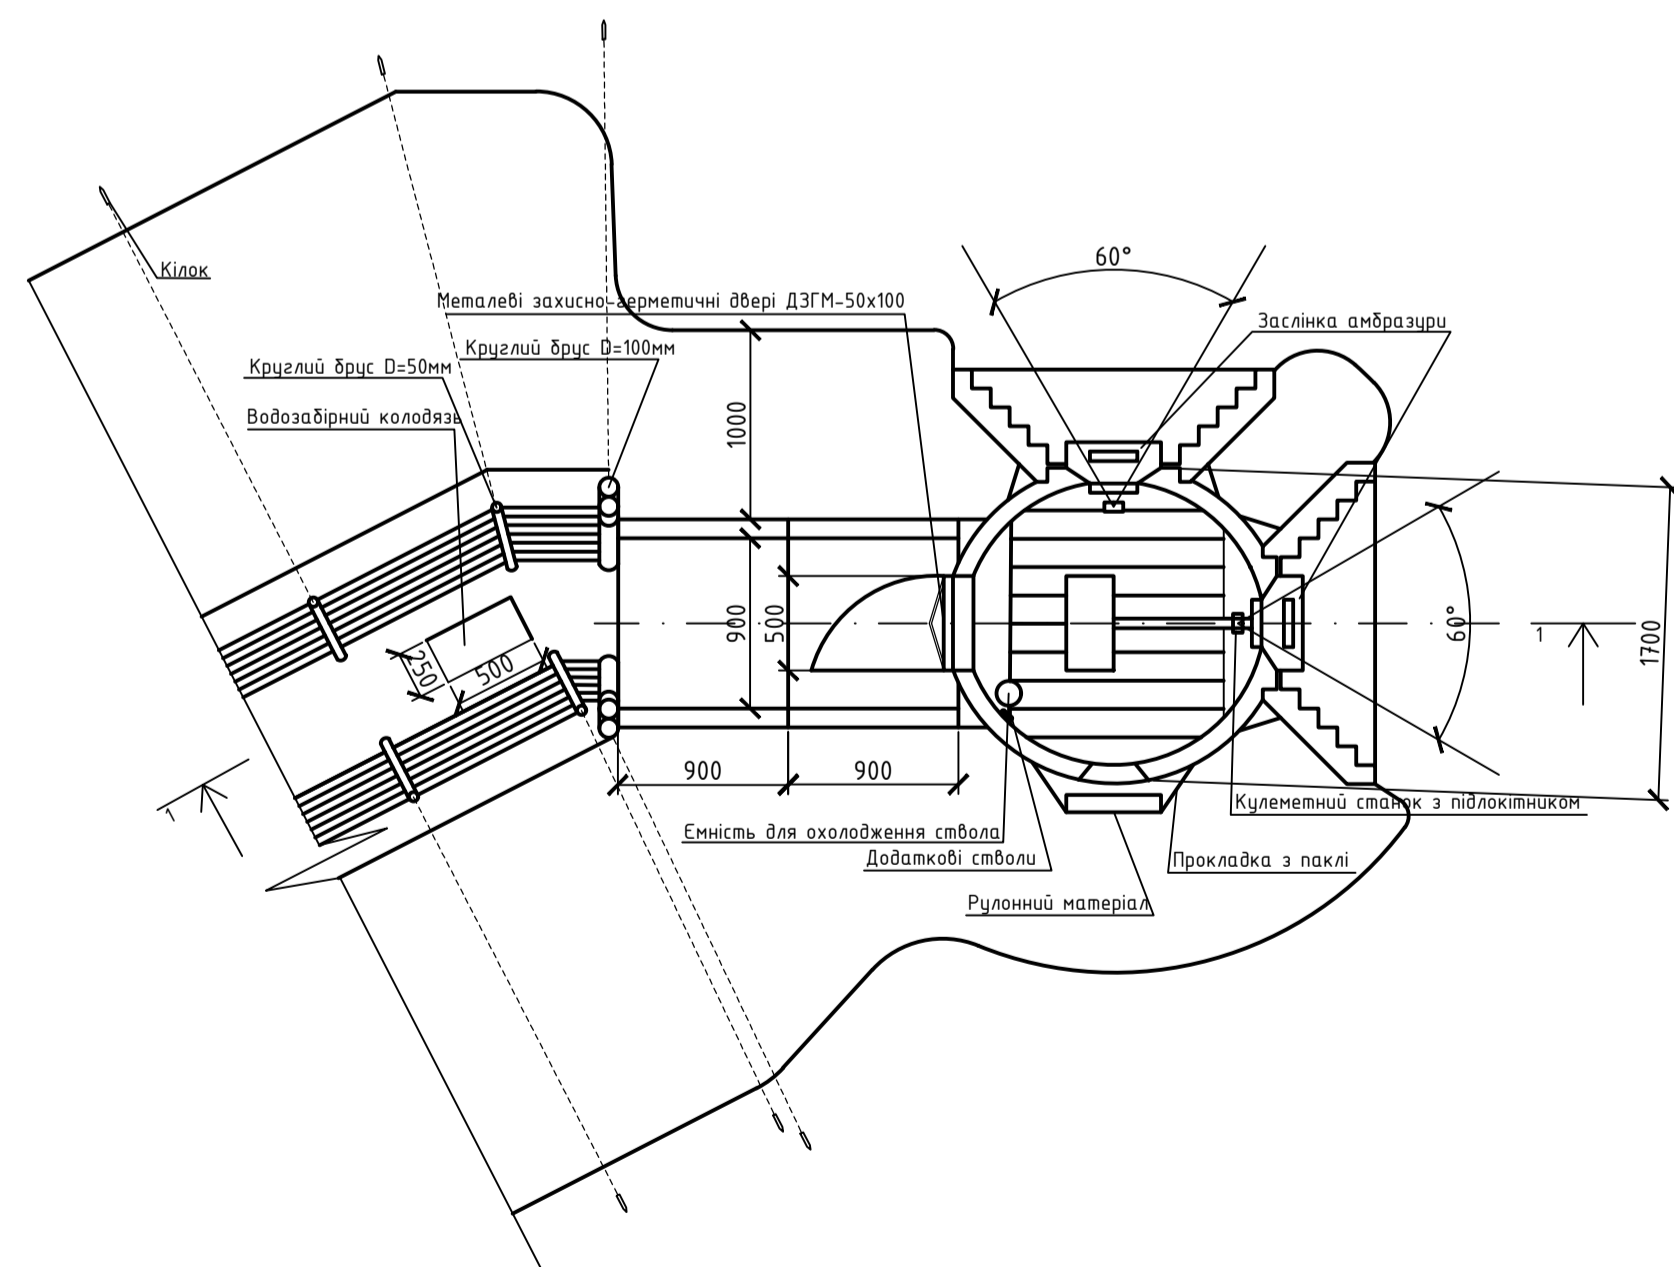 60°
Кілок
Металеві захисно-герметичні двері ДЗГМ-50х100
Заслінка амбразури
Круглий брус D=100мм
Круглий брус D=50мм
Водозабірний колодязь
1000
900
500
250
500
60°
1
1700
900
900
1
Кулеметний станок з підлокітником
Ємність для охолодження ствола
Додаткові стволи
Прокладка з паклі
Рулонний матеріал